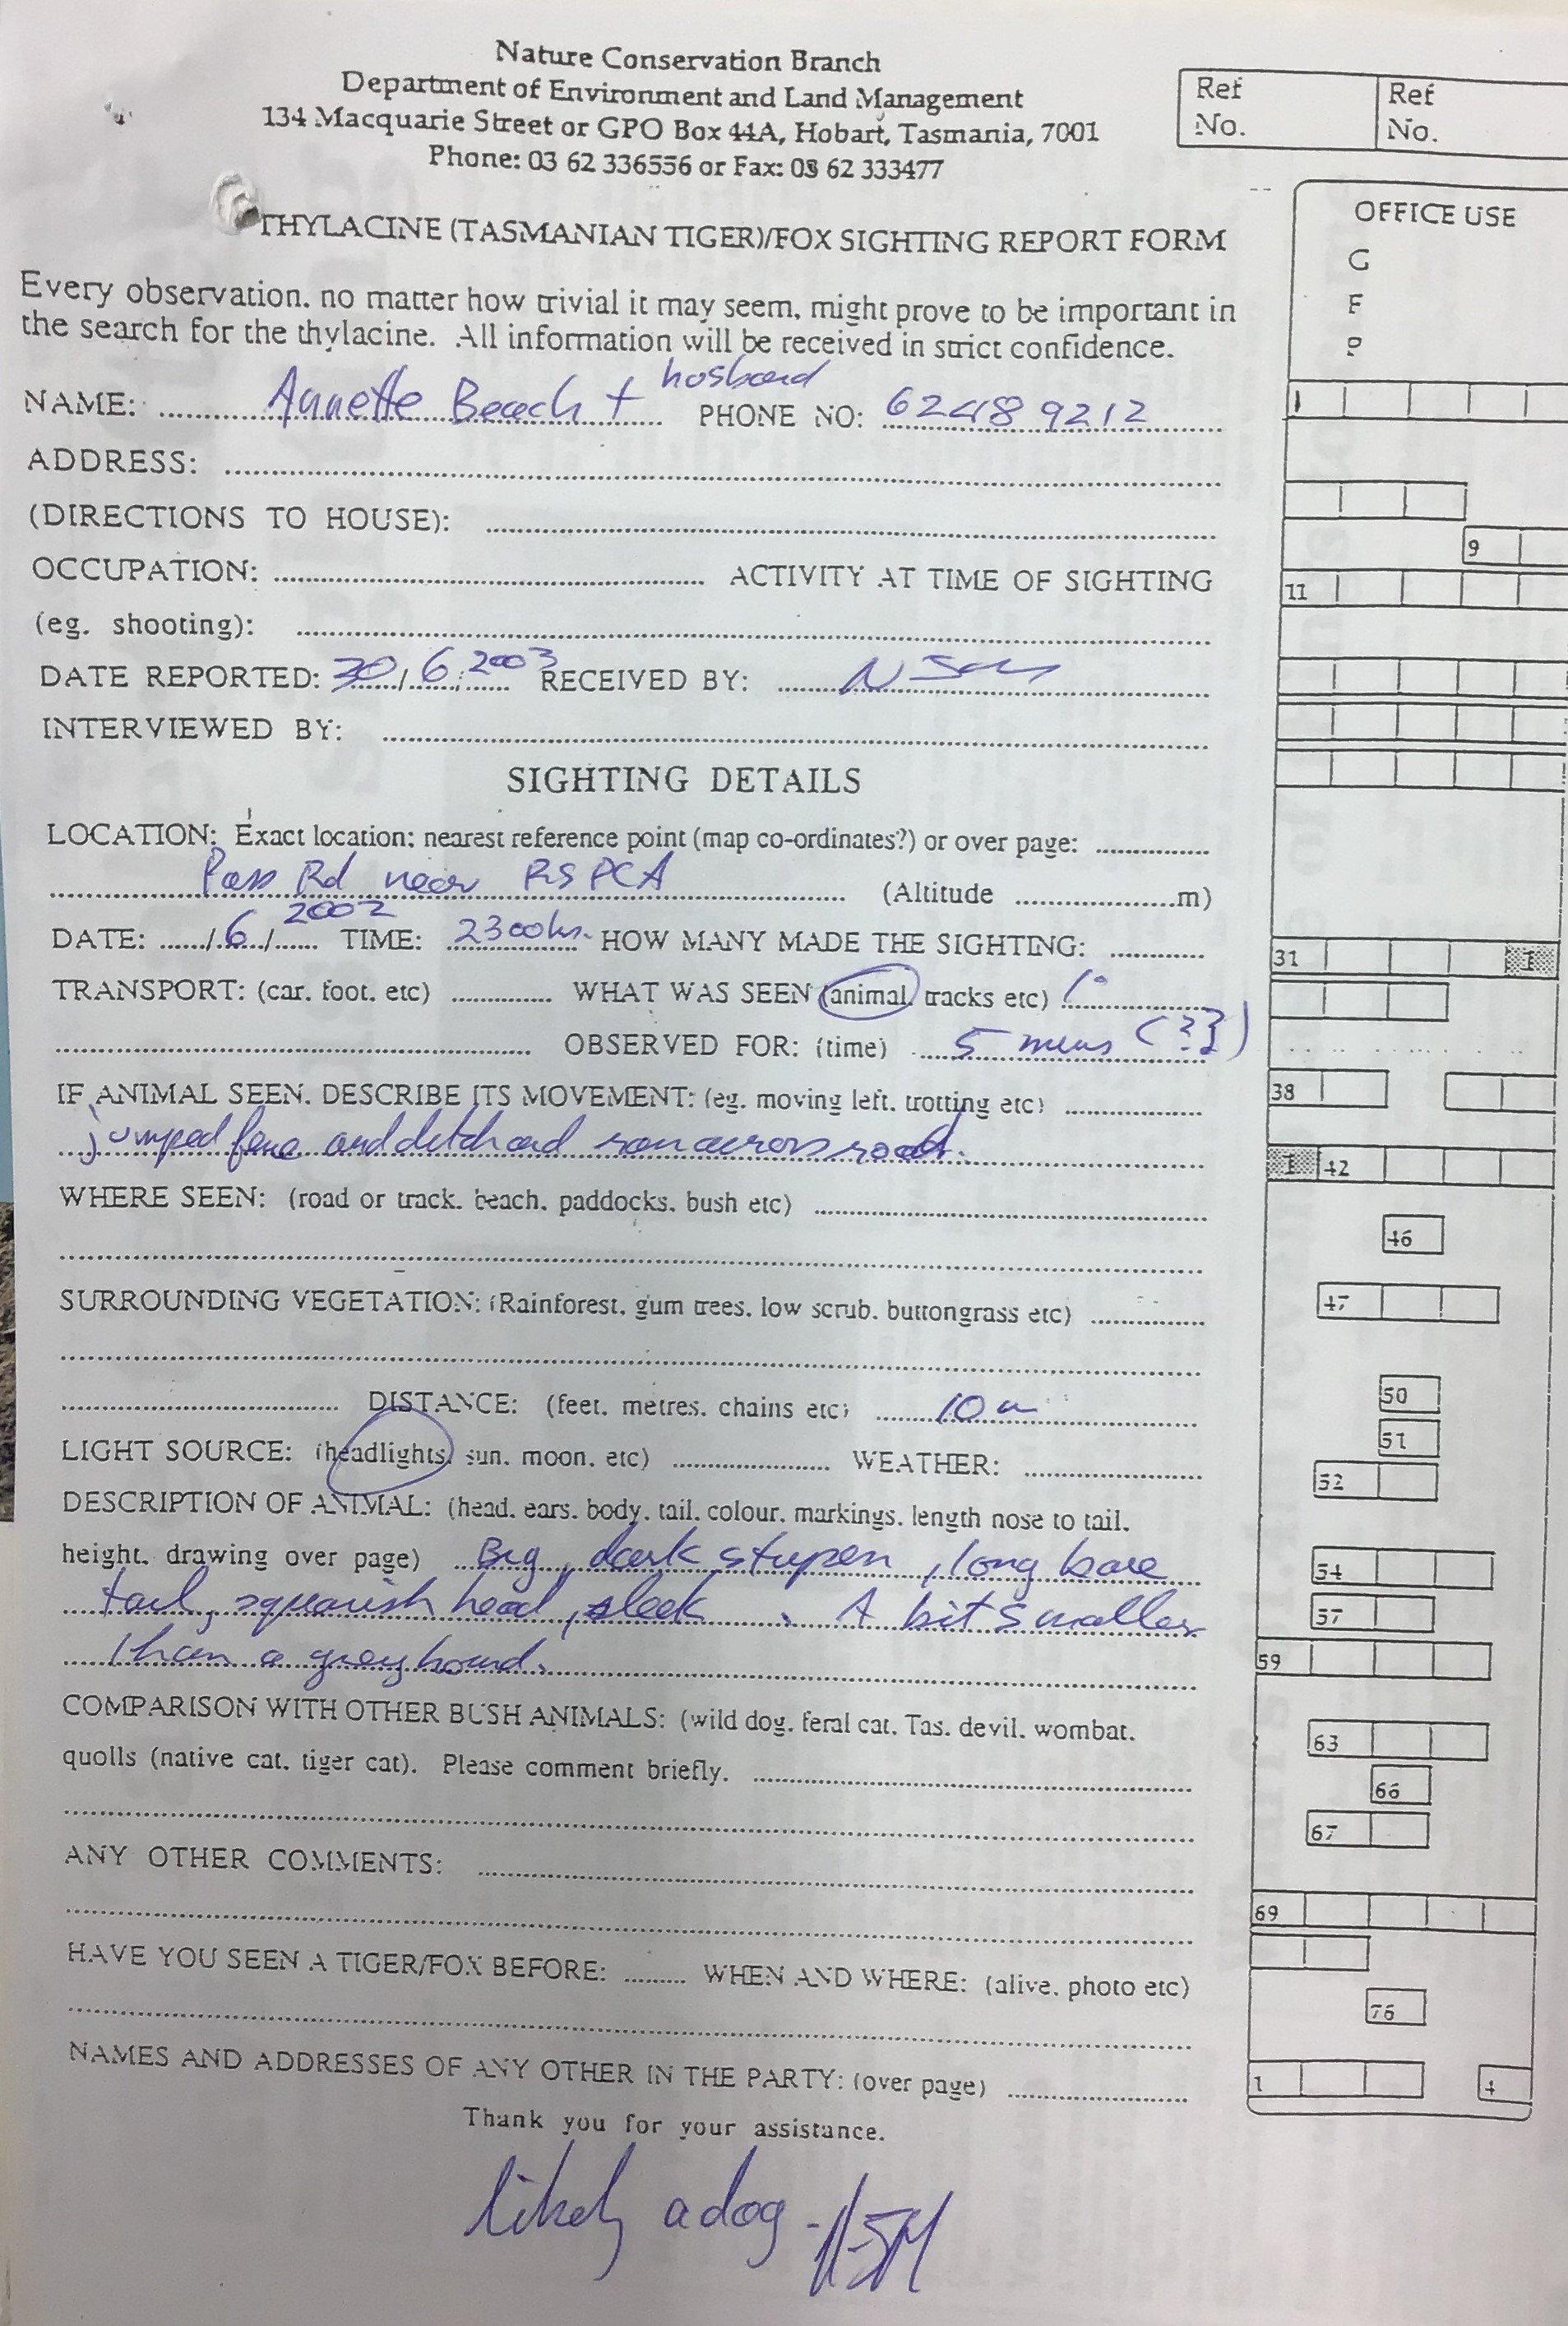 Nature Conservation Branch
Department of Environment and Land Management
134 Macquarie Street or GPO Box 44A, Hobart, Tasmania, 7001
Phone: 03 62 336556 or Fax: 03 62 333477
Ref No.
Ref No.
THYLACINE (TASMANIAN TIGER)/FOX SIGHTING REPORT FORM
Every observation, no matter how trivial it may seem, might prove to be important in
the search for the thylacine. All information will be received in strict confidence.
NAME: Annette Beech + hosband PHONE NO: 62489212
ADDRESS:
(DIRECTIONS TO HOUSE):
OCCUPATION: ACTIVITY AT TIME OF SIGHTING
(eg. shooting):
DATE REPORTED: 30/6/2003 RECEIVED BY: N
INTERVIEWED BY:
SIGHTING DETAILS
LOCATION: Exact location; nearest reference point (map co-ordinates?) or over page:
Pass Rd near RSPCA (Altitude m)
DATE: /6/2002 TIME: 2300hrs. HOW MANY MADE THE SIGHTING:
TRANSPORT: (car, foot, etc) WHAT WAS SEEN (animal, tracks etc)
OBSERVED FOR: (time) 5 mins (??)
IF ANIMAL SEEN, DESCRIBE ITS MOVEMENT: (eg. moving left, trotting etc)
jumped fence and ditch and ran across road.
WHERE SEEN: (road or track, beach, paddocks, bush etc)
SURROUNDING VEGETATION: (Rainforest, gum trees, low scrub, buttongrass etc)
DISTANCE: (feet, metres, chains etc) 10 m
LIGHT SOURCE: (headlights, sun, moon, etc) WEATHER:
DESCRIPTION OF ANIMAL: (head, ears, body, tail, colour, markings, length nose to tail,
height, drawing over page) Big, dark, long bare
tail, squarish head, sleek. A bit smaller
than a greyhound.
COMPARISON WITH OTHER BUSH ANIMALS: (wild dog, feral cat, Tas. devil, wombat,
quolls (native cat, tiger cat). Please comment briefly.
ANY OTHER COMMENTS:
HAVE YOU SEEN A TIGER/FOX BEFORE: WHEN AND WHERE: (alive, photo etc)
NAMES AND ADDRESSES OF ANY OTHER IN THE PARTY: (over page)
Thank you for your assistance.
likely a dog -
OFFICE USE
G
F
P
1
9
11
31 I
38
I 42
46
47
50
51
52
54
57
59
63
66
67
69
76
1 4